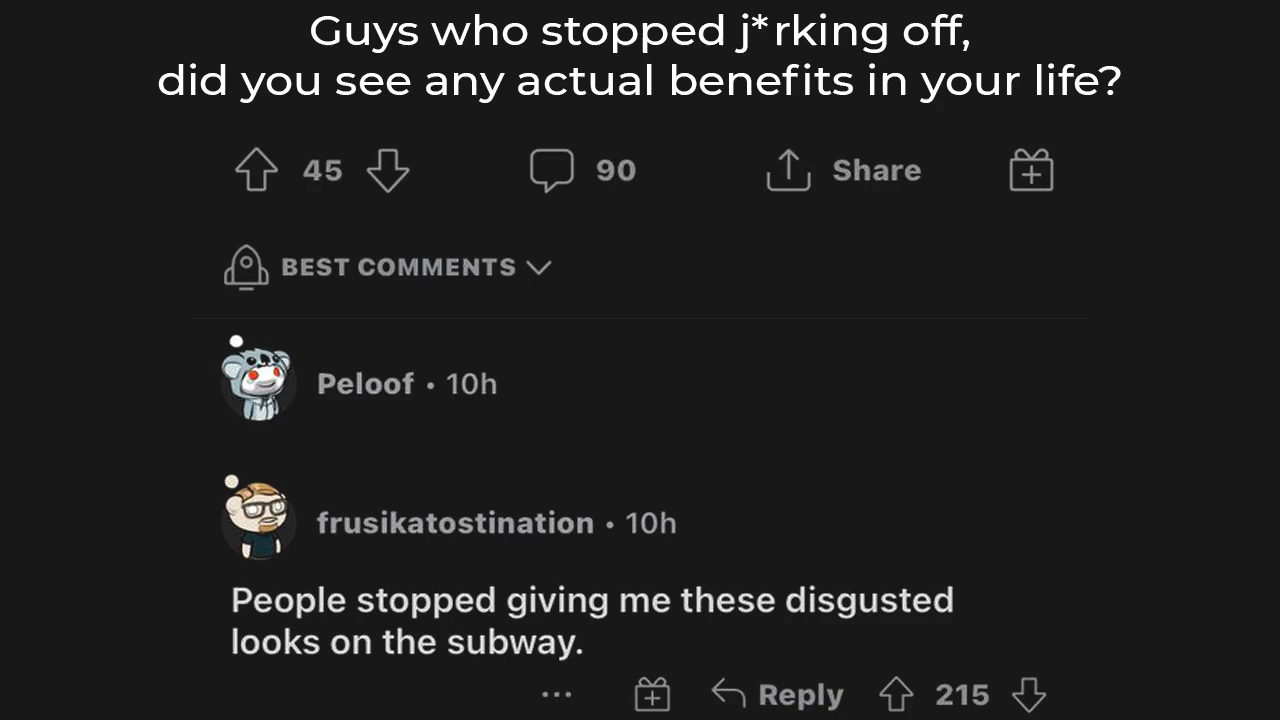 Guys who stopped j*rking off,
did you see any actual benefits in your life?
45
90
Share
BEST COMMENTS
Peloof • 10h
frusikatostination • 10h
People stopped giving me these disgusted
looks on the subway.
... Reply 215